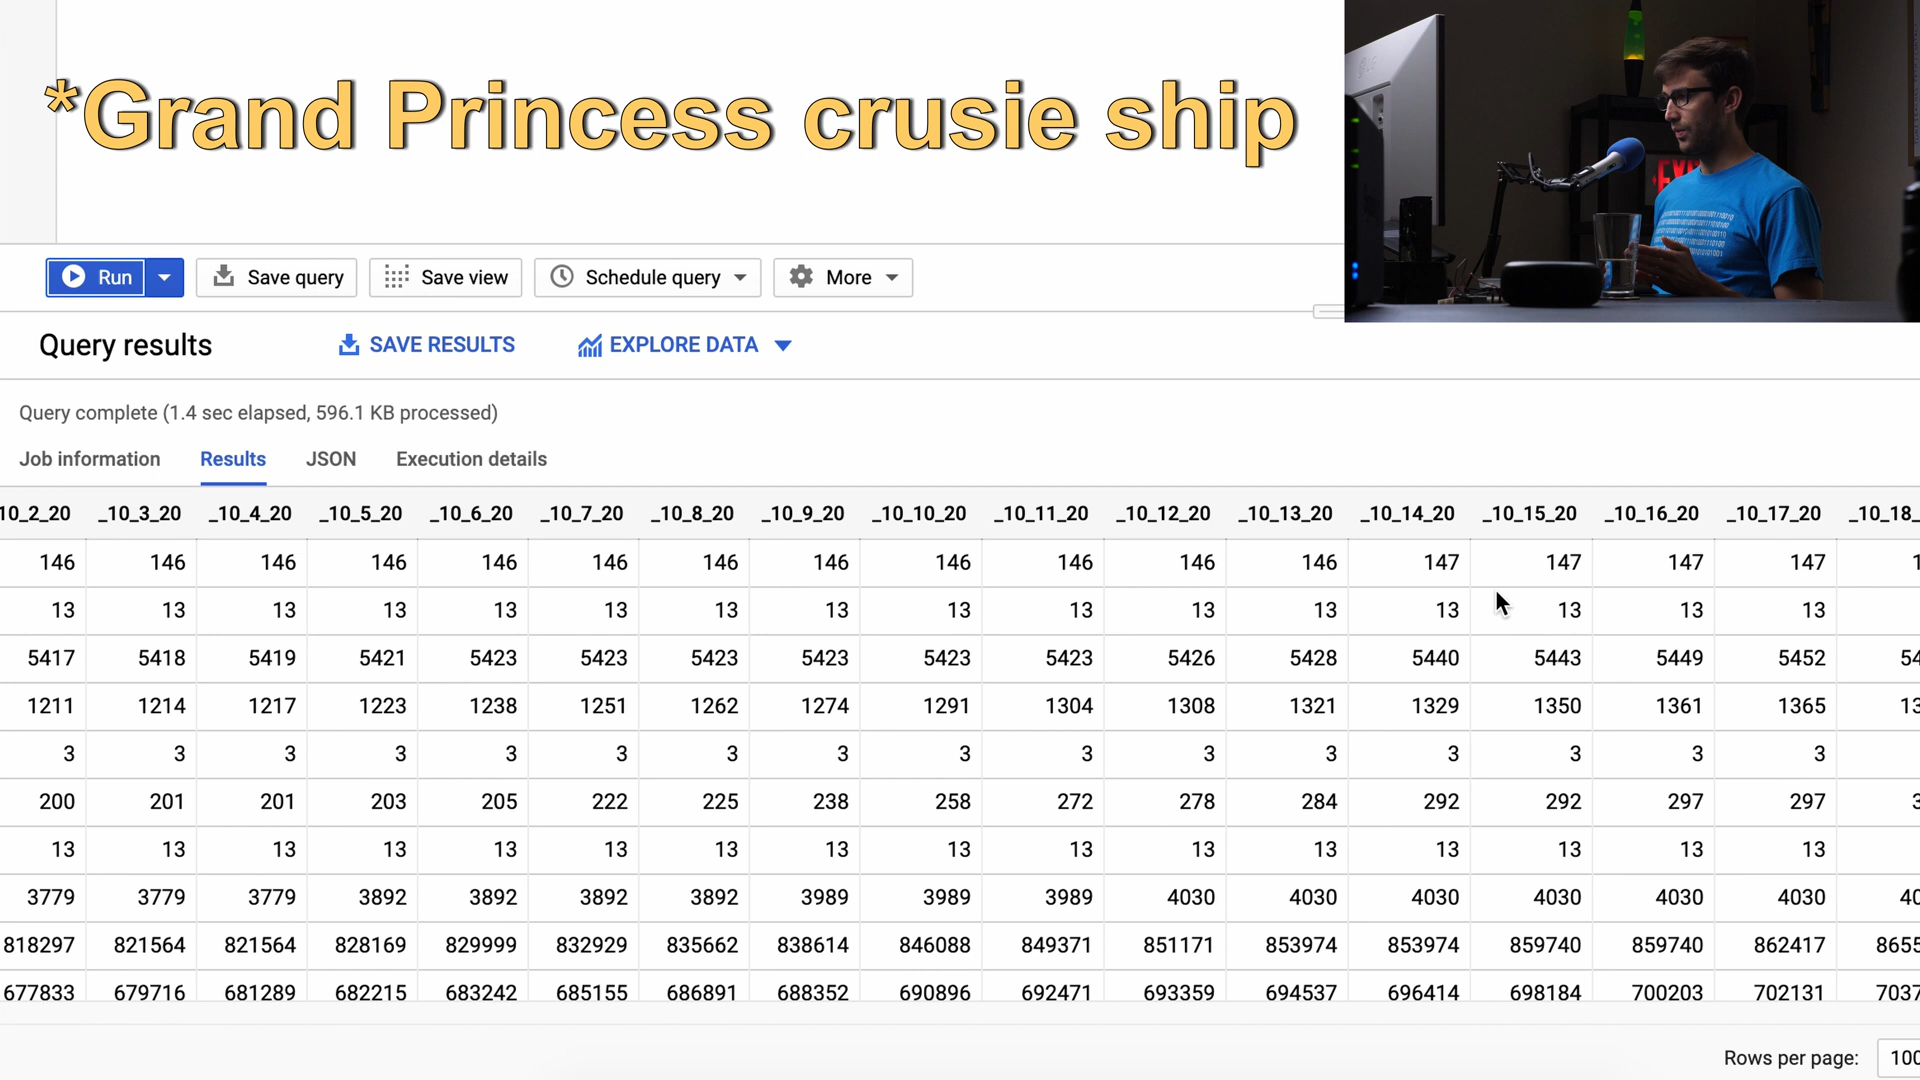 *Grand Princess crusie ship
EXI
Run Save query Save view Schedule query More
Query results SAVE RESULTS EXPLORE DATA
Query complete (1.4 sec elapsed, 596.1 KB processed)
Job information Results JSON Execution details
10_2_20 _10_3_20 _10_4_20 _10_5_20 _10_6_20 _10_7_20 _10_8_20 _10_9_20 _10_10_20 _10_11_20 _10_12_20 _10_13_20 _10_14_20 _10_15_20 _10_16_20 _10_17_20 _10_18_
146 146 146 146 146 146 146 146 146 146 146 146 147 147 147 147 1
13 13 13 13 13 13 13 13 13 13 13 13 13 13 13 13
5417 5418 5419 5421 5423 5423 5423 5423 5423 5423 5426 5428 5440 5443 5449 5452 54
1211 1214 1217 1223 1238 1251 1262 1274 1291 1304 1308 1321 1329 1350 1361 1365 13
3 3 3 3 3 3 3 3 3 3 3 3 3 3 3 3
200 201 201 203 205 222 225 238 258 272 278 284 292 292 297 297 3
13 13 13 13 13 13 13 13 13 13 13 13 13 13 13 13
3779 3779 3779 3892 3892 3892 3892 3989 3989 3989 4030 4030 4030 4030 4030 4030 40
818297 821564 821564 828169 829999 832929 835662 838614 846088 849371 851171 853974 853974 859740 859740 862417 8655
677833 679716 681289 682215 683242 685155 686891 688352 690896 692471 693359 694537 696414 698184 700203 702131 7037
Rows per page: 100